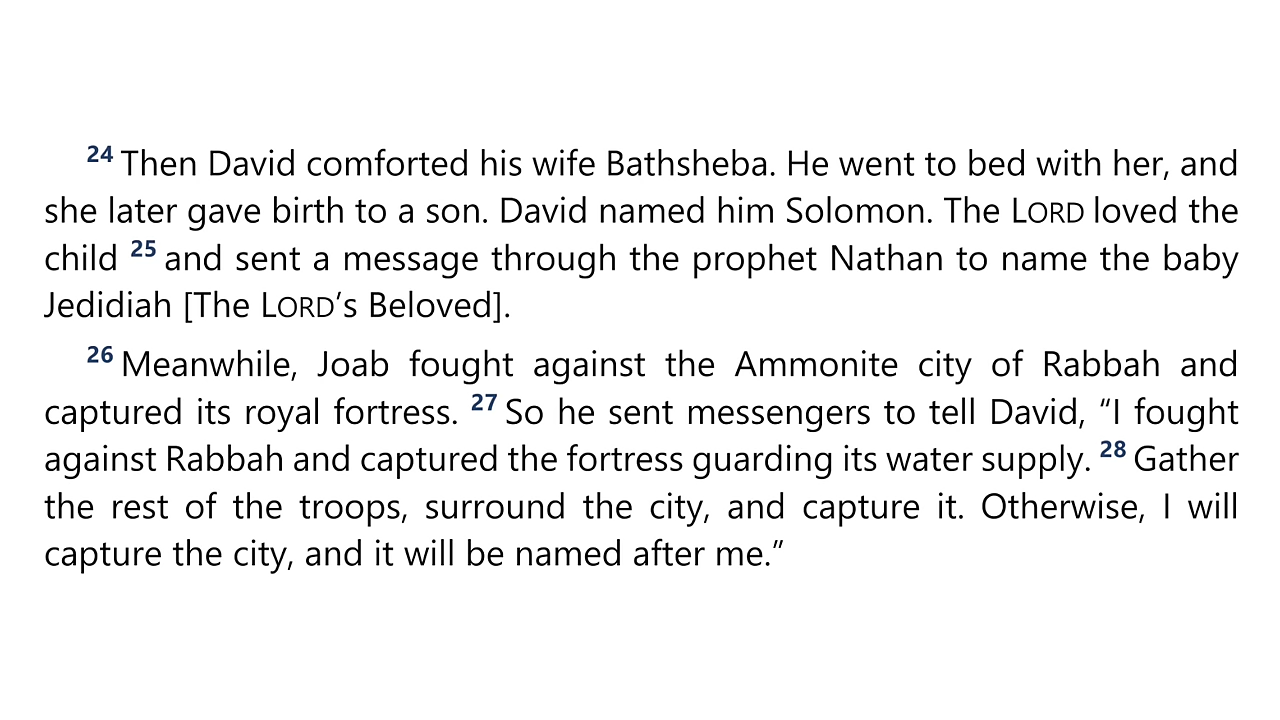 24 Then David comforted his wife Bathsheba. He went to bed with her, and
she later gave birth to a son. David named him Solomon. The LORD loved the
child 25 and sent a message through the prophet Nathan to name the baby
Jedidiah [The LORD’s Beloved].
26 Meanwhile, Joab fought against the Ammonite city of Rabbah and
captured its royal fortress. 27 So he sent messengers to tell David, “I fought
against Rabbah and captured the fortress guarding its water supply. 28 Gather
the rest of the troops, surround the city, and capture it. Otherwise, I will
capture the city, and it will be named after me.”